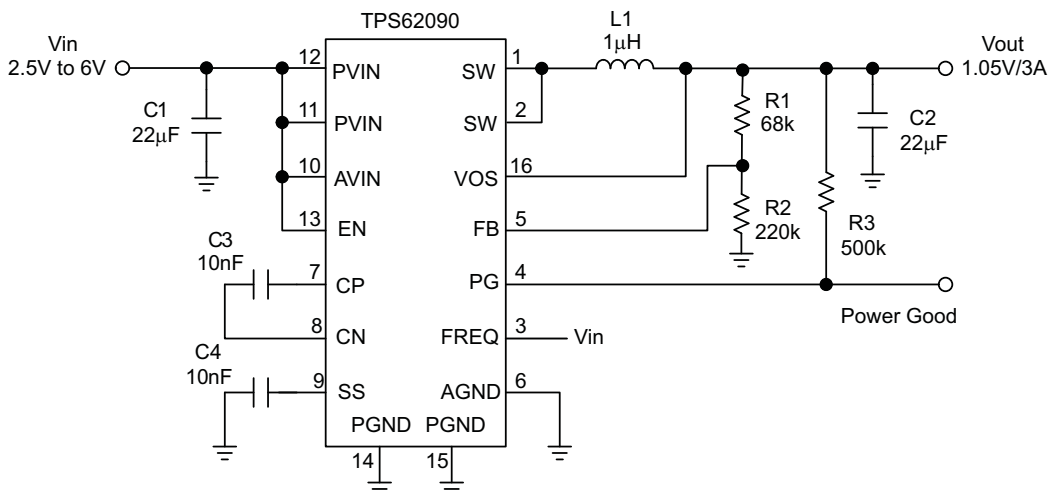 TPS62090
Vin
2.5V to 6V
C1
22μF
12
PVIN
11
PVIN
10
AVIN
13
EN
C3
10nF
7
CP
8
CN
C4
10nF
9
SS
PGND
PGND
14
15
SW
1
SW
2
VOS
16
FB
5
PG
4
FREQ
3
Vin
AGND
6
L1
1μH
R1
68k
R2
220k
R3
500k
C2
22μF
Vout
1.05V/3A
Power Good